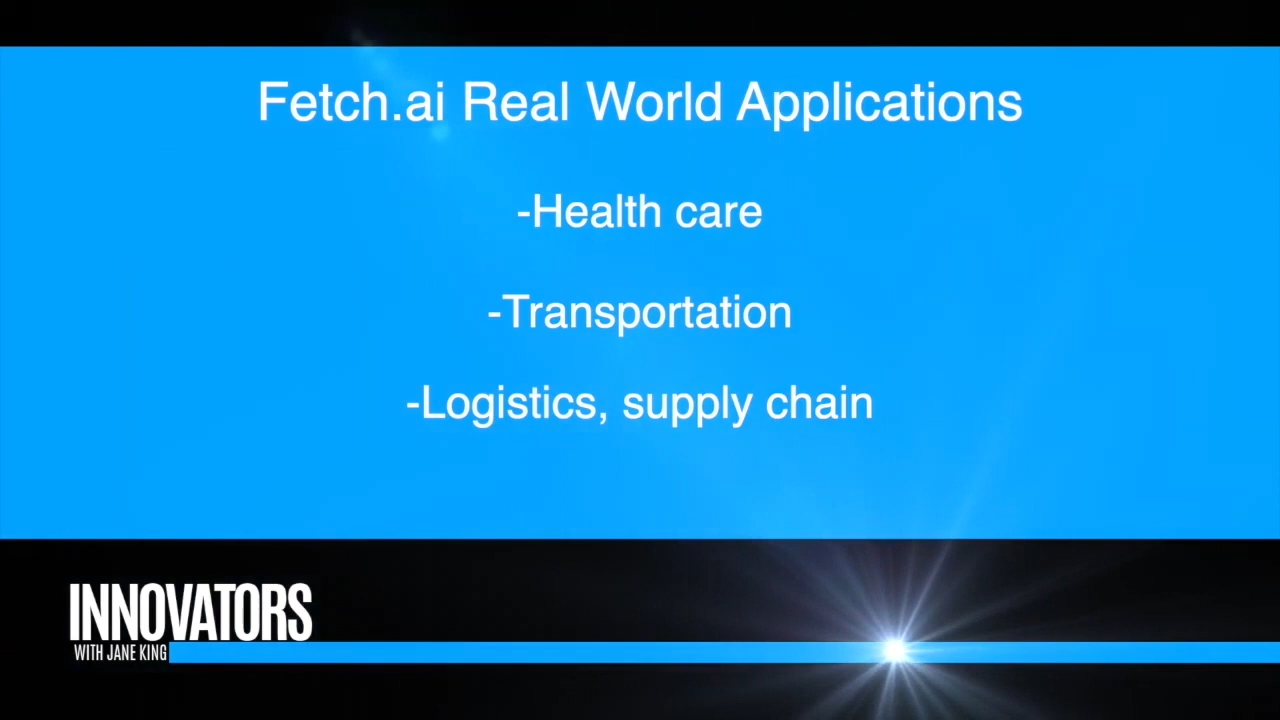 Fetch.ai Real World Applications
-Health care
-Transportation
-Logistics, supply chain
INNOVATORS
WITH JANE KING